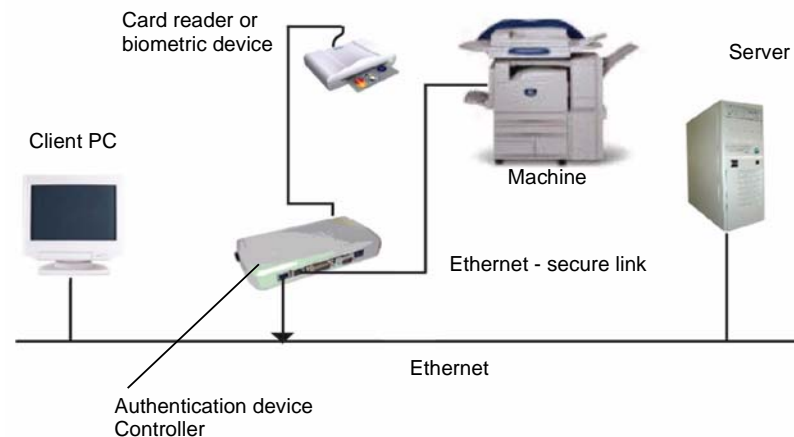 Card reader or
biometric device
Server
Client PC
Machine
Ethernet - secure link
Ethernet
Authentication device
Controller